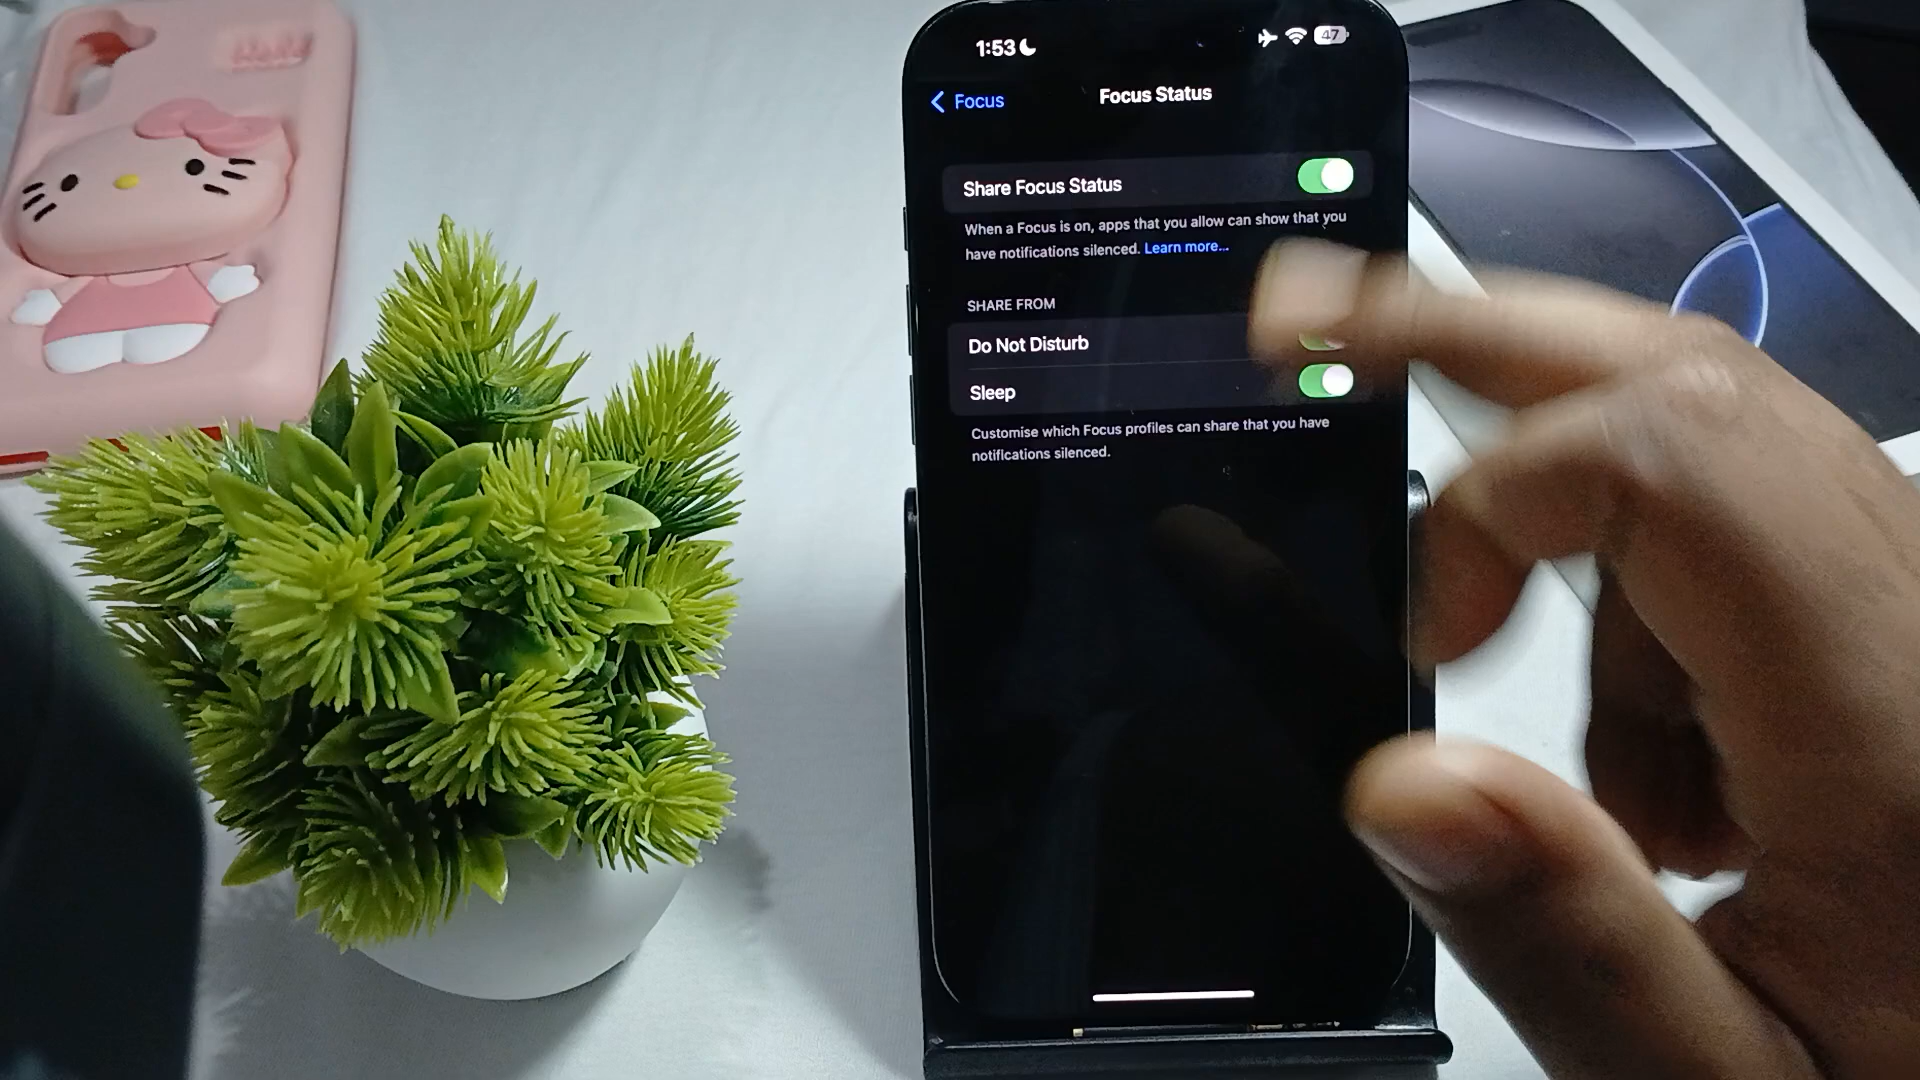 1:53
47
Focus
Focus Status
Share Focus Status
When a Focus is on, apps that you allow can show that you
have notifications silenced. Learn more...
SHARE FROM
Do Not Disturb
Sleep
Customise which Focus profiles can share that you have
notifications silenced.